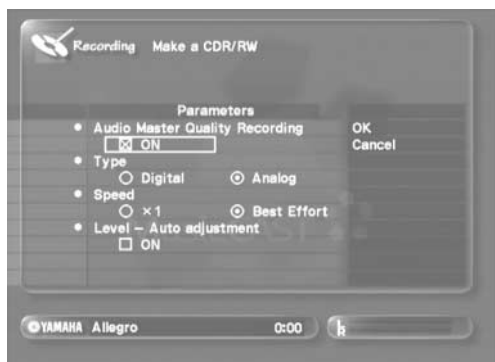 Recording Make a CDR/RW
Parameters
Audio Master Quality Recording
ON
Type
Digital Analog
Speed
×1 Best Effort
Level – Auto adjustment
ON
OK
Cancel
YAMAHA Allegro 0:00